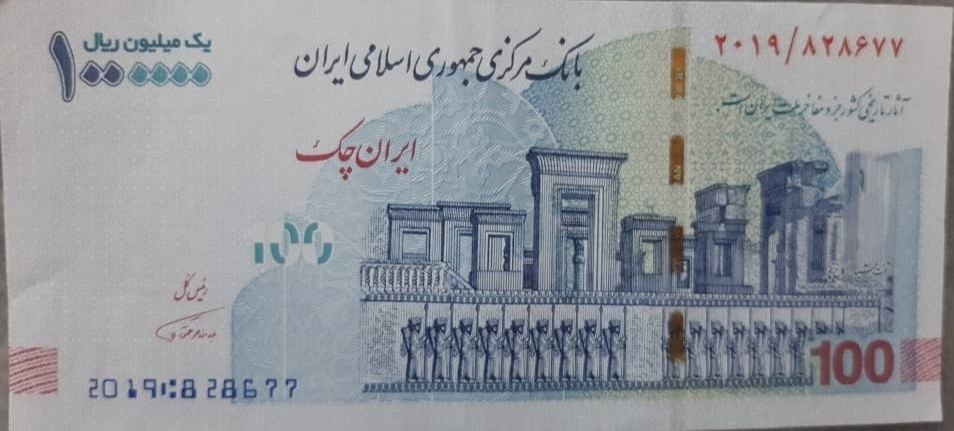 یک میلیون ریال
۱۰۰۰۰۰۰
بانک مرکزی جمهوری اسلامی ایران
۲۰۱۹/۸۲۸۶۷۷
آثار تاریخی کشور جزء مفاخر ملت ایران است.
ایران چک
۱۰۰
رئیس کل
100
2019:828677